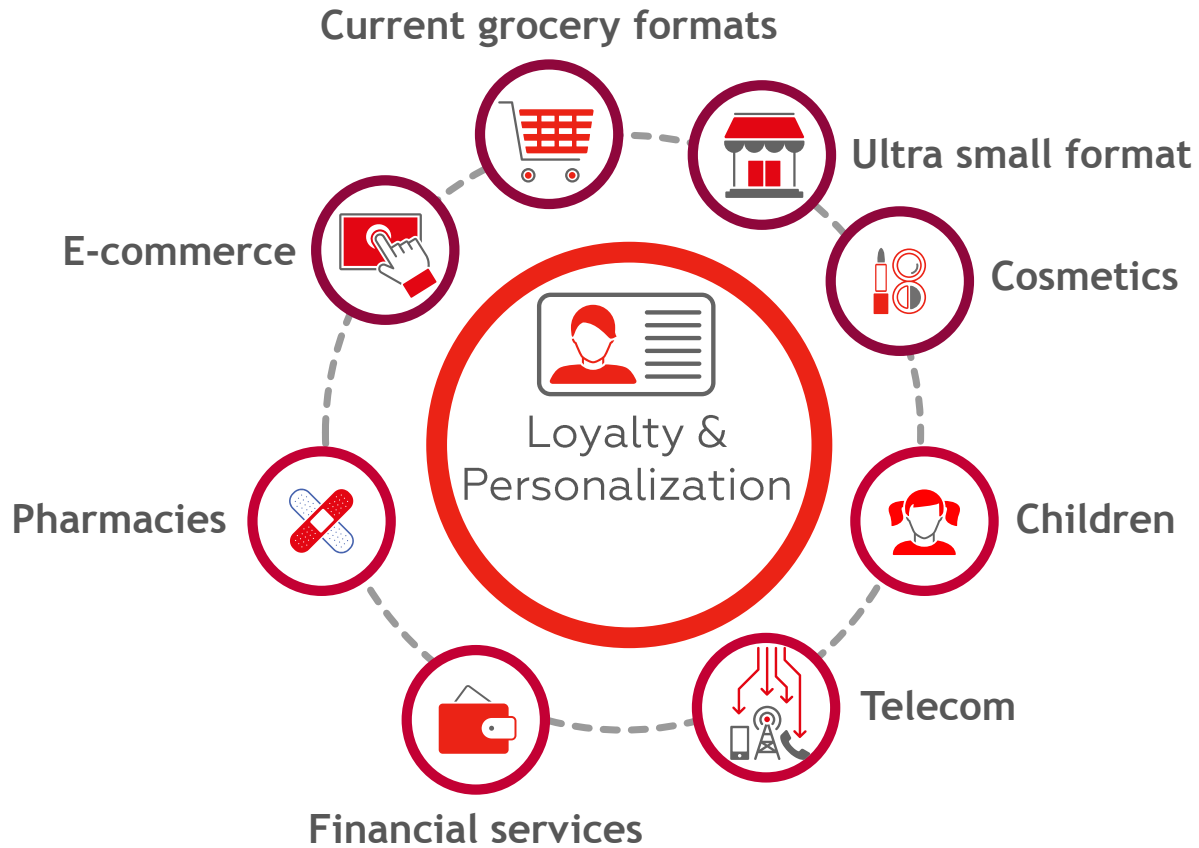 Current grocery formats
Ultra small format
E-commerce
Cosmetics
Loyalty &
Personalization
Pharmacies
Children
Telecom
Financial services